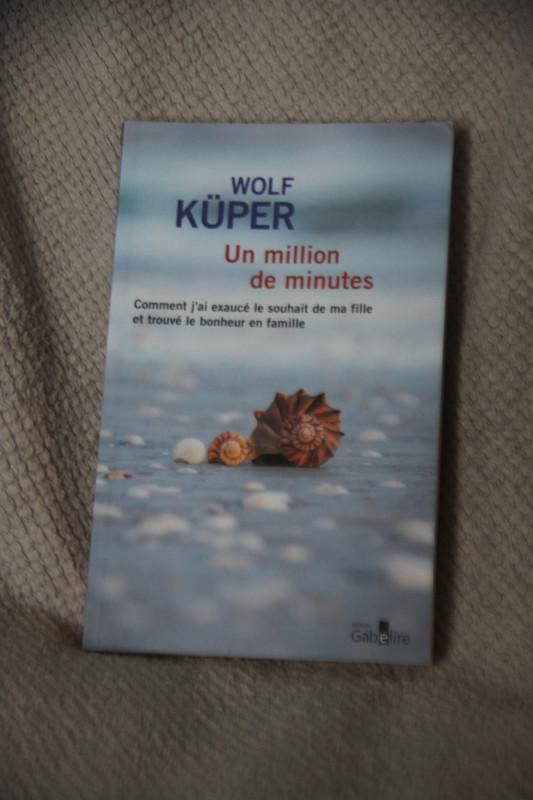 WOLF
KÜPER
Un million
de minutes
Comment j'ai exaucé le souhait de ma fille
et trouvé le bonheur en famille
Gabelire